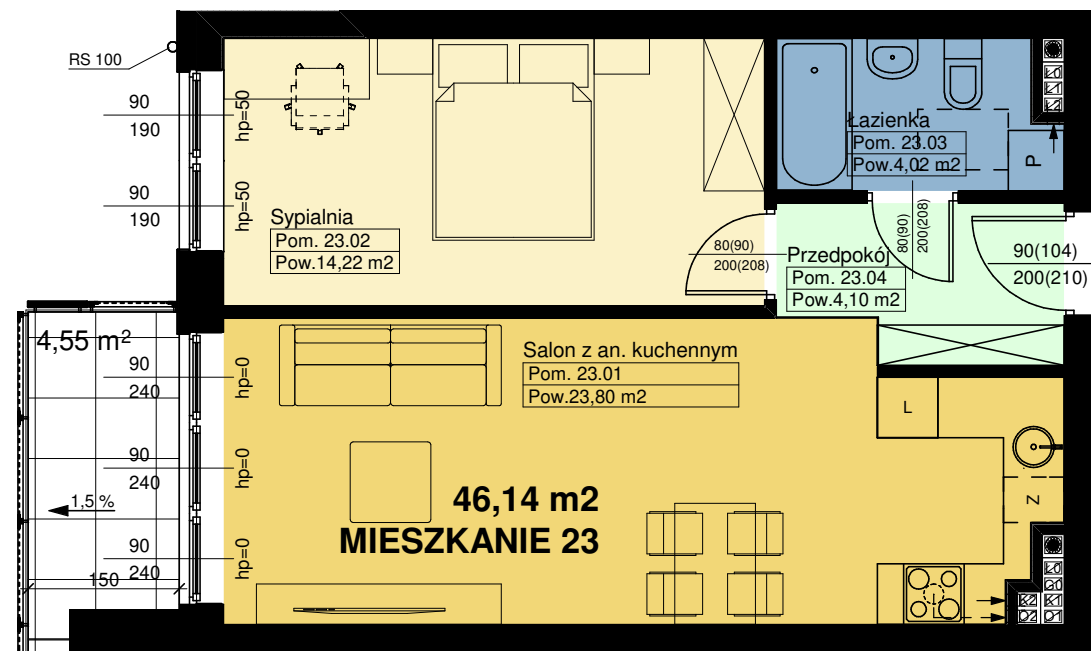 RS 100
90
190
hp=50
90
190
hp=50
Sypialnia
Pom. 23.02
Pow.14,22 m2
Łazienka
Pom. 23.03
Pow.4,02 m2
P
80(90)
200(208)
80(90)
200(208)
Przedpokój
Pom. 23.04
Pow.4,10 m2
90(104)
200(210)
4,55 m²
90
240
hp=0
90
240
hp=0
90
240
hp=0
1,5 %
150
Salon z an. kuchennym
Pom. 23.01
Pow.23,80 m2
L
Z
46,14 m2
MIESZKANIE 23
K2
K1